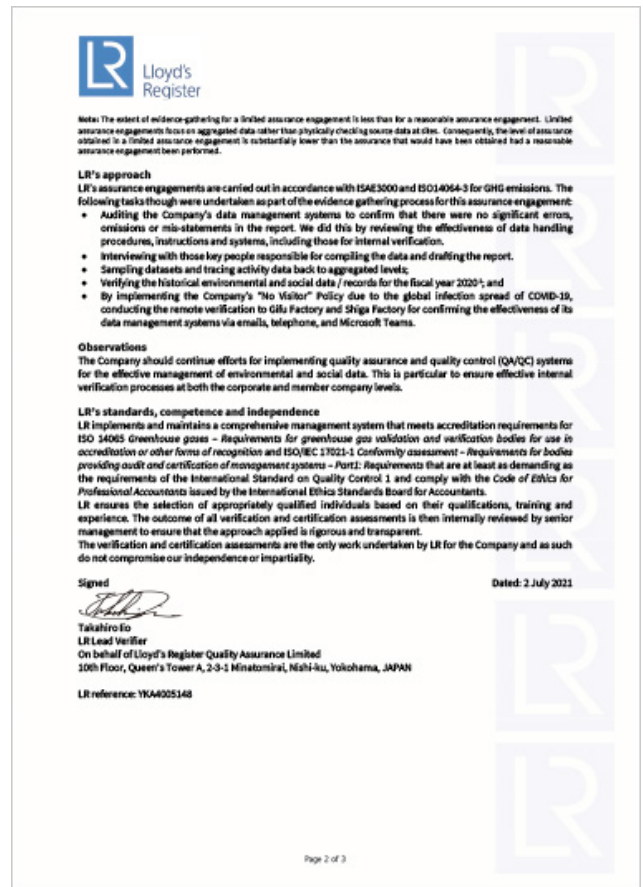 LR
Lloyd's
Register
Note: The extent of evidence-gathering for a limited assurance engagement is less than for a reasonable assurance engagement. Limited
assurance engagements focus on aggregated data rather than physically checking source data at sites. Consequently, the level of assurance
obtained in a limited assurance engagement is substantially lower than the assurance that would have been obtained had a reasonable
assurance engagement been performed.
LR's approach
LR's assurance engagements are carried out in accordance with ISAE3000 and ISO14064-3 for GHG emissions. The
following tasks though were undertaken as part of the evidence gathering process for this assurance engagement:
• Auditing the Company's data management systems to confirm that there were no significant errors,
omissions or mis-statements in the report. We did this by reviewing the effectiveness of data handling
procedures, instructions and systems, including those for internal verification.
• Interviewing with those key people responsible for compiling the data and drafting the report.
• Sampling datasets and tracing activity data back to aggregated levels;
• Verifying the historical environmental and social data / records for the fiscal year 2020; and
• By implementing the Company's "No Visitor" Policy due to the global infection spread of COVID-19,
conducting the remote verification to Gifu Factory and Shiga Factory for confirming the effectiveness of its
data management systems via emails, telephone, and Microsoft Teams.
Observations
The Company should continue efforts for implementing quality assurance and quality control (QA/QC) systems
for the effective management of environmental and social data. This is particular to ensure effective internal
verification processes at both the corporate and member company levels.
LR's standards, competence and independence
LR implements and maintains a comprehensive management system that meets accreditation requirements for
ISO 14065 Greenhouse gases – Requirements for greenhouse gas validation and verification bodies for use in
accreditation or other forms of recognition and ISO/IEC 17021-1 Conformity assessment – Requirements for bodies
providing audit and certification of management systems – Part1: Requirements that are at least as demanding as
the requirements of the International Standard on Quality Control 1 and comply with the Code of Ethics for
Professional Accountants issued by the International Ethics Standards Board for Accountants.
LR ensures the selection of appropriately qualified individuals based on their qualifications, training and
experience. The outcome of all verification and certification assessments is then internally reviewed by senior
management to ensure that the approach applied is rigorous and transparent.
The verification and certification assessments are the only work undertaken by LR for the Company and as such
do not compromise our independence or impartiality.
Signed Dated: 2 July 2021
Takahiro Iio
LR Lead Verifier
On behalf of Lloyd's Register Quality Assurance Limited
10th Floor, Queen's Tower A, 2-3-1 Minatomirai, Nishi-ku, Yokohama, JAPAN
LR reference: YKA4005148
Page 2 of 3